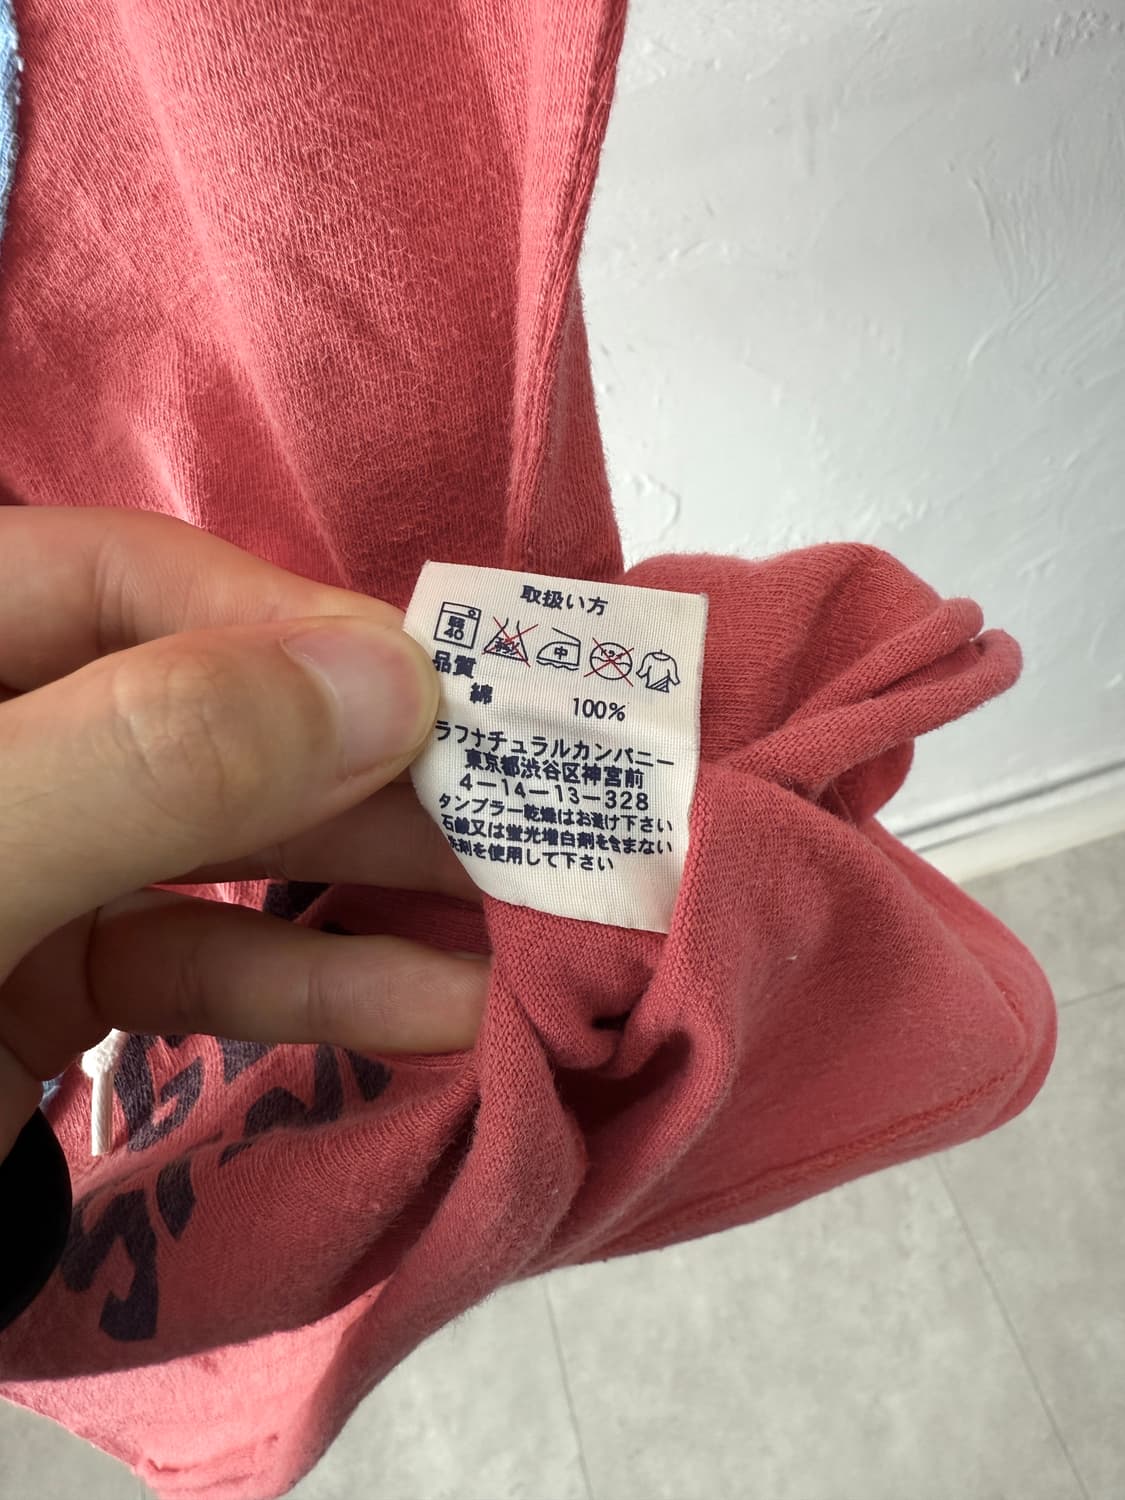 取扱い方
弱
40
中
品質
綿 100%
ラフナチュラルカンパニー
東京都渋谷区神宮前
4-14-13-328
タンブラー乾燥はお避け下さい
石鹸又は蛍光増白剤を含まない
洗剤を使用して下さい